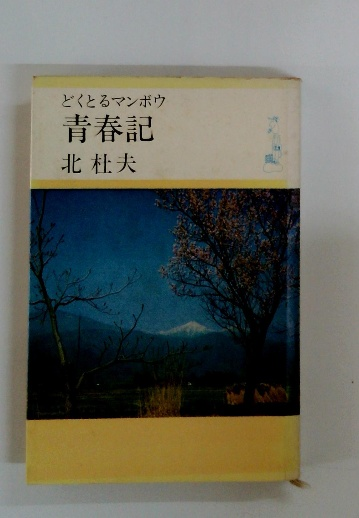 どくとるマンボウ
青春記
北 杜夫